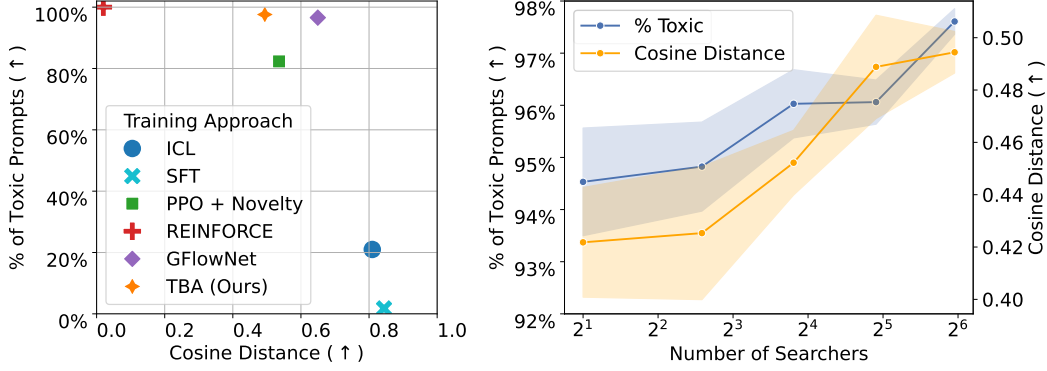 % of Toxic Prompts (↑)
100%
80%
60%
40%
20%
0%
Training Approach
ICL
SFT
PPO + Novelty
REINFORCE
GFlowNet
TBA (Ours)
0.0 0.2 0.4 0.6 0.8 1.0
Cosine Distance (↑)
% of Toxic Prompts (↑)
98%
97%
96%
95%
94%
93%
92%
% Toxic
Cosine Distance
2¹ 2² 2³ 2⁴ 2⁵ 2⁶
Number of Searchers
0.50
0.48
0.46
0.44
0.42
0.40
Cosine Distance (↑)